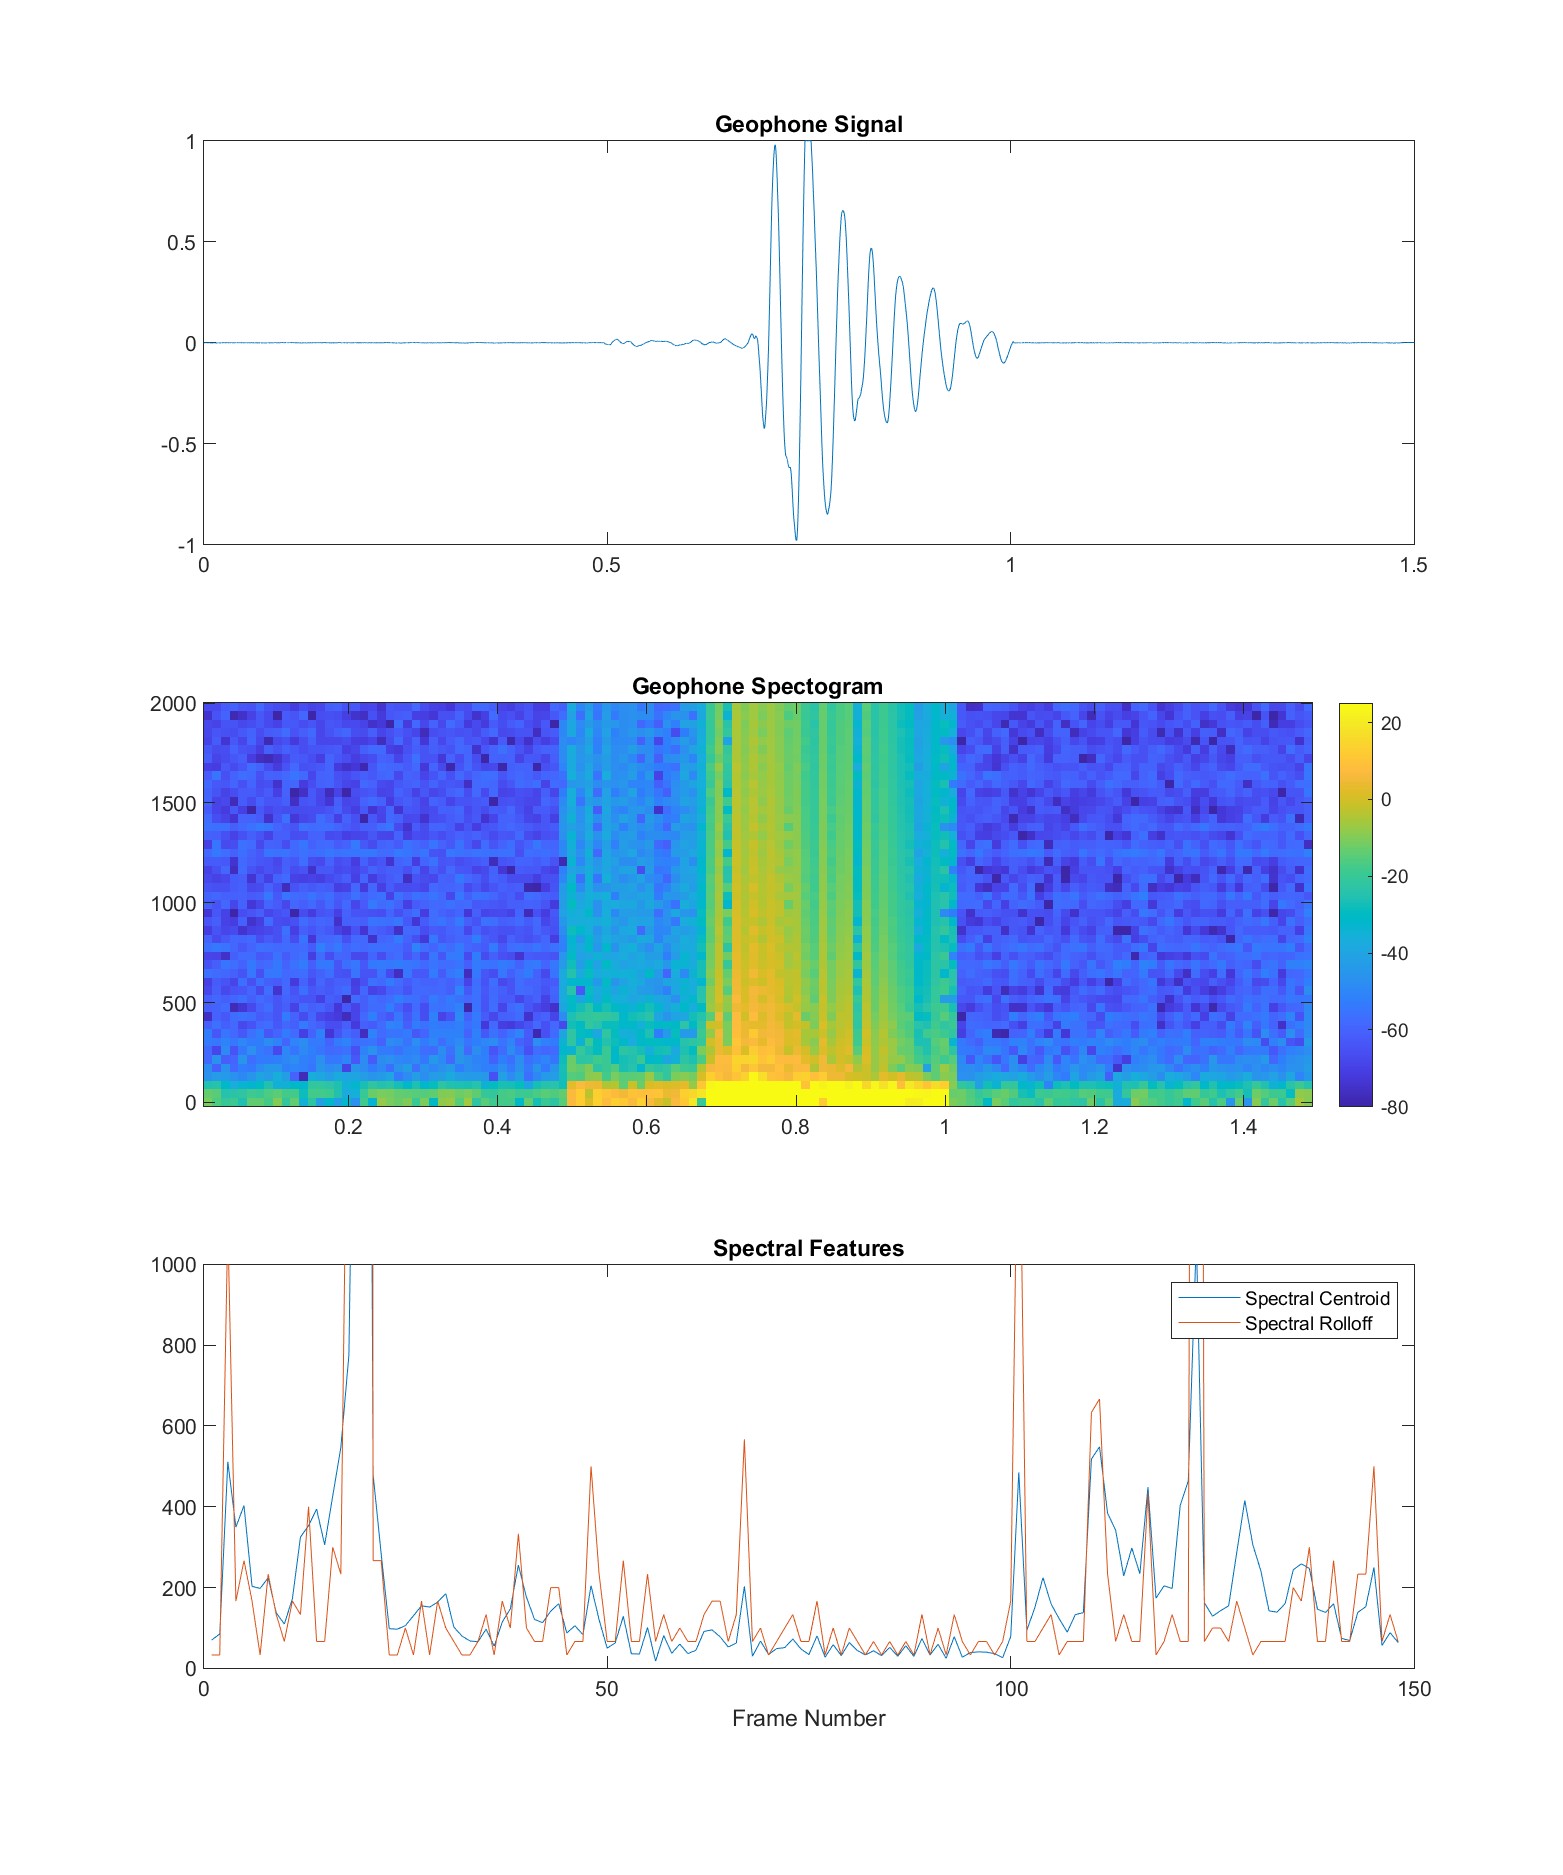 Geophone Signal
1
0.5
0
-0.5
-1
0 0.5 1 1.5
Geophone Spectogram
2000
1500
1000
500
0
0.2 0.4 0.6 0.8 1 1.2 1.4
20
0
-20
-40
-60
-80
Spectral Features
1000
800
600
400
200
0
Spectral Centroid
Spectral Rolloff
0 50 100 150
Frame Number